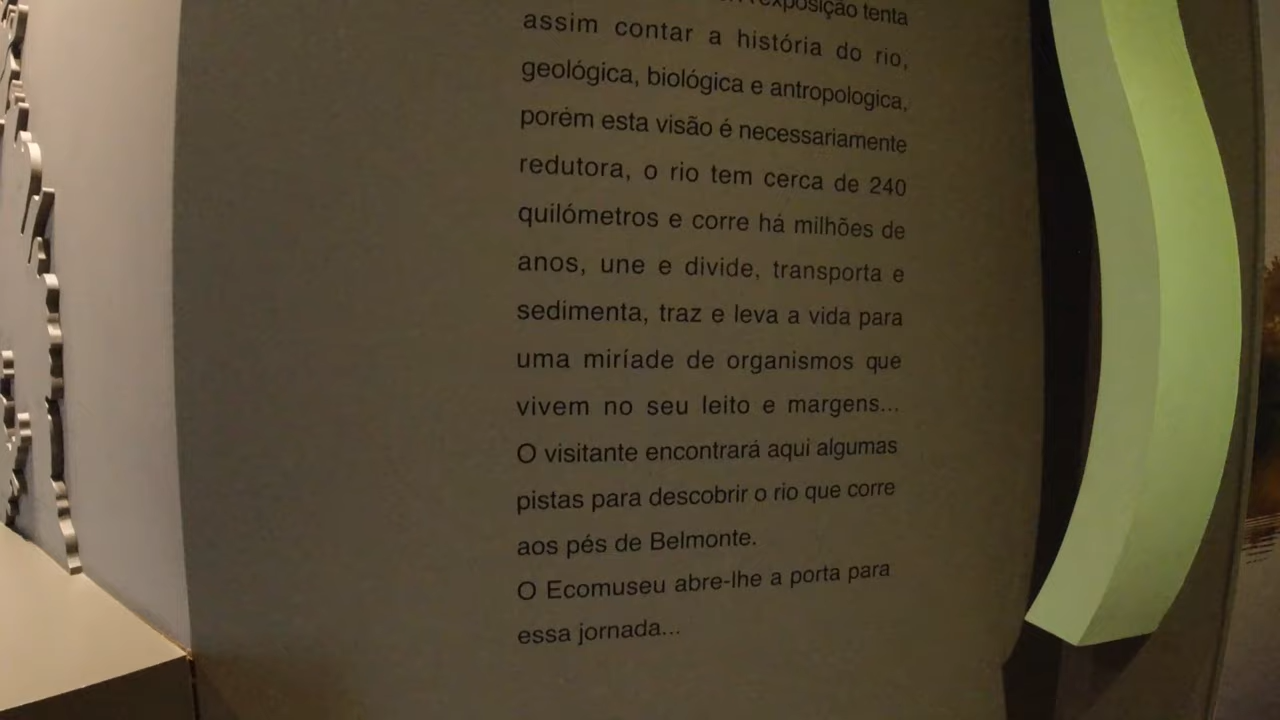 exposição tenta
assim contar a história do rio,
geológica, biológica e antropologica,
porém esta visão é necessariamente
redutora, o rio tem cerca de 240
quilómetros e corre há milhões de
anos, une e divide, transporta e
sedimenta, traz e leva a vida para
uma miríade de organismos que
vivem no seu leito e margens...
O visitante encontrará aqui algumas
pistas para descobrir o rio que corre
aos pés de Belmonte.
O Ecomuseu abre-lhe a porta para
essa jornada...